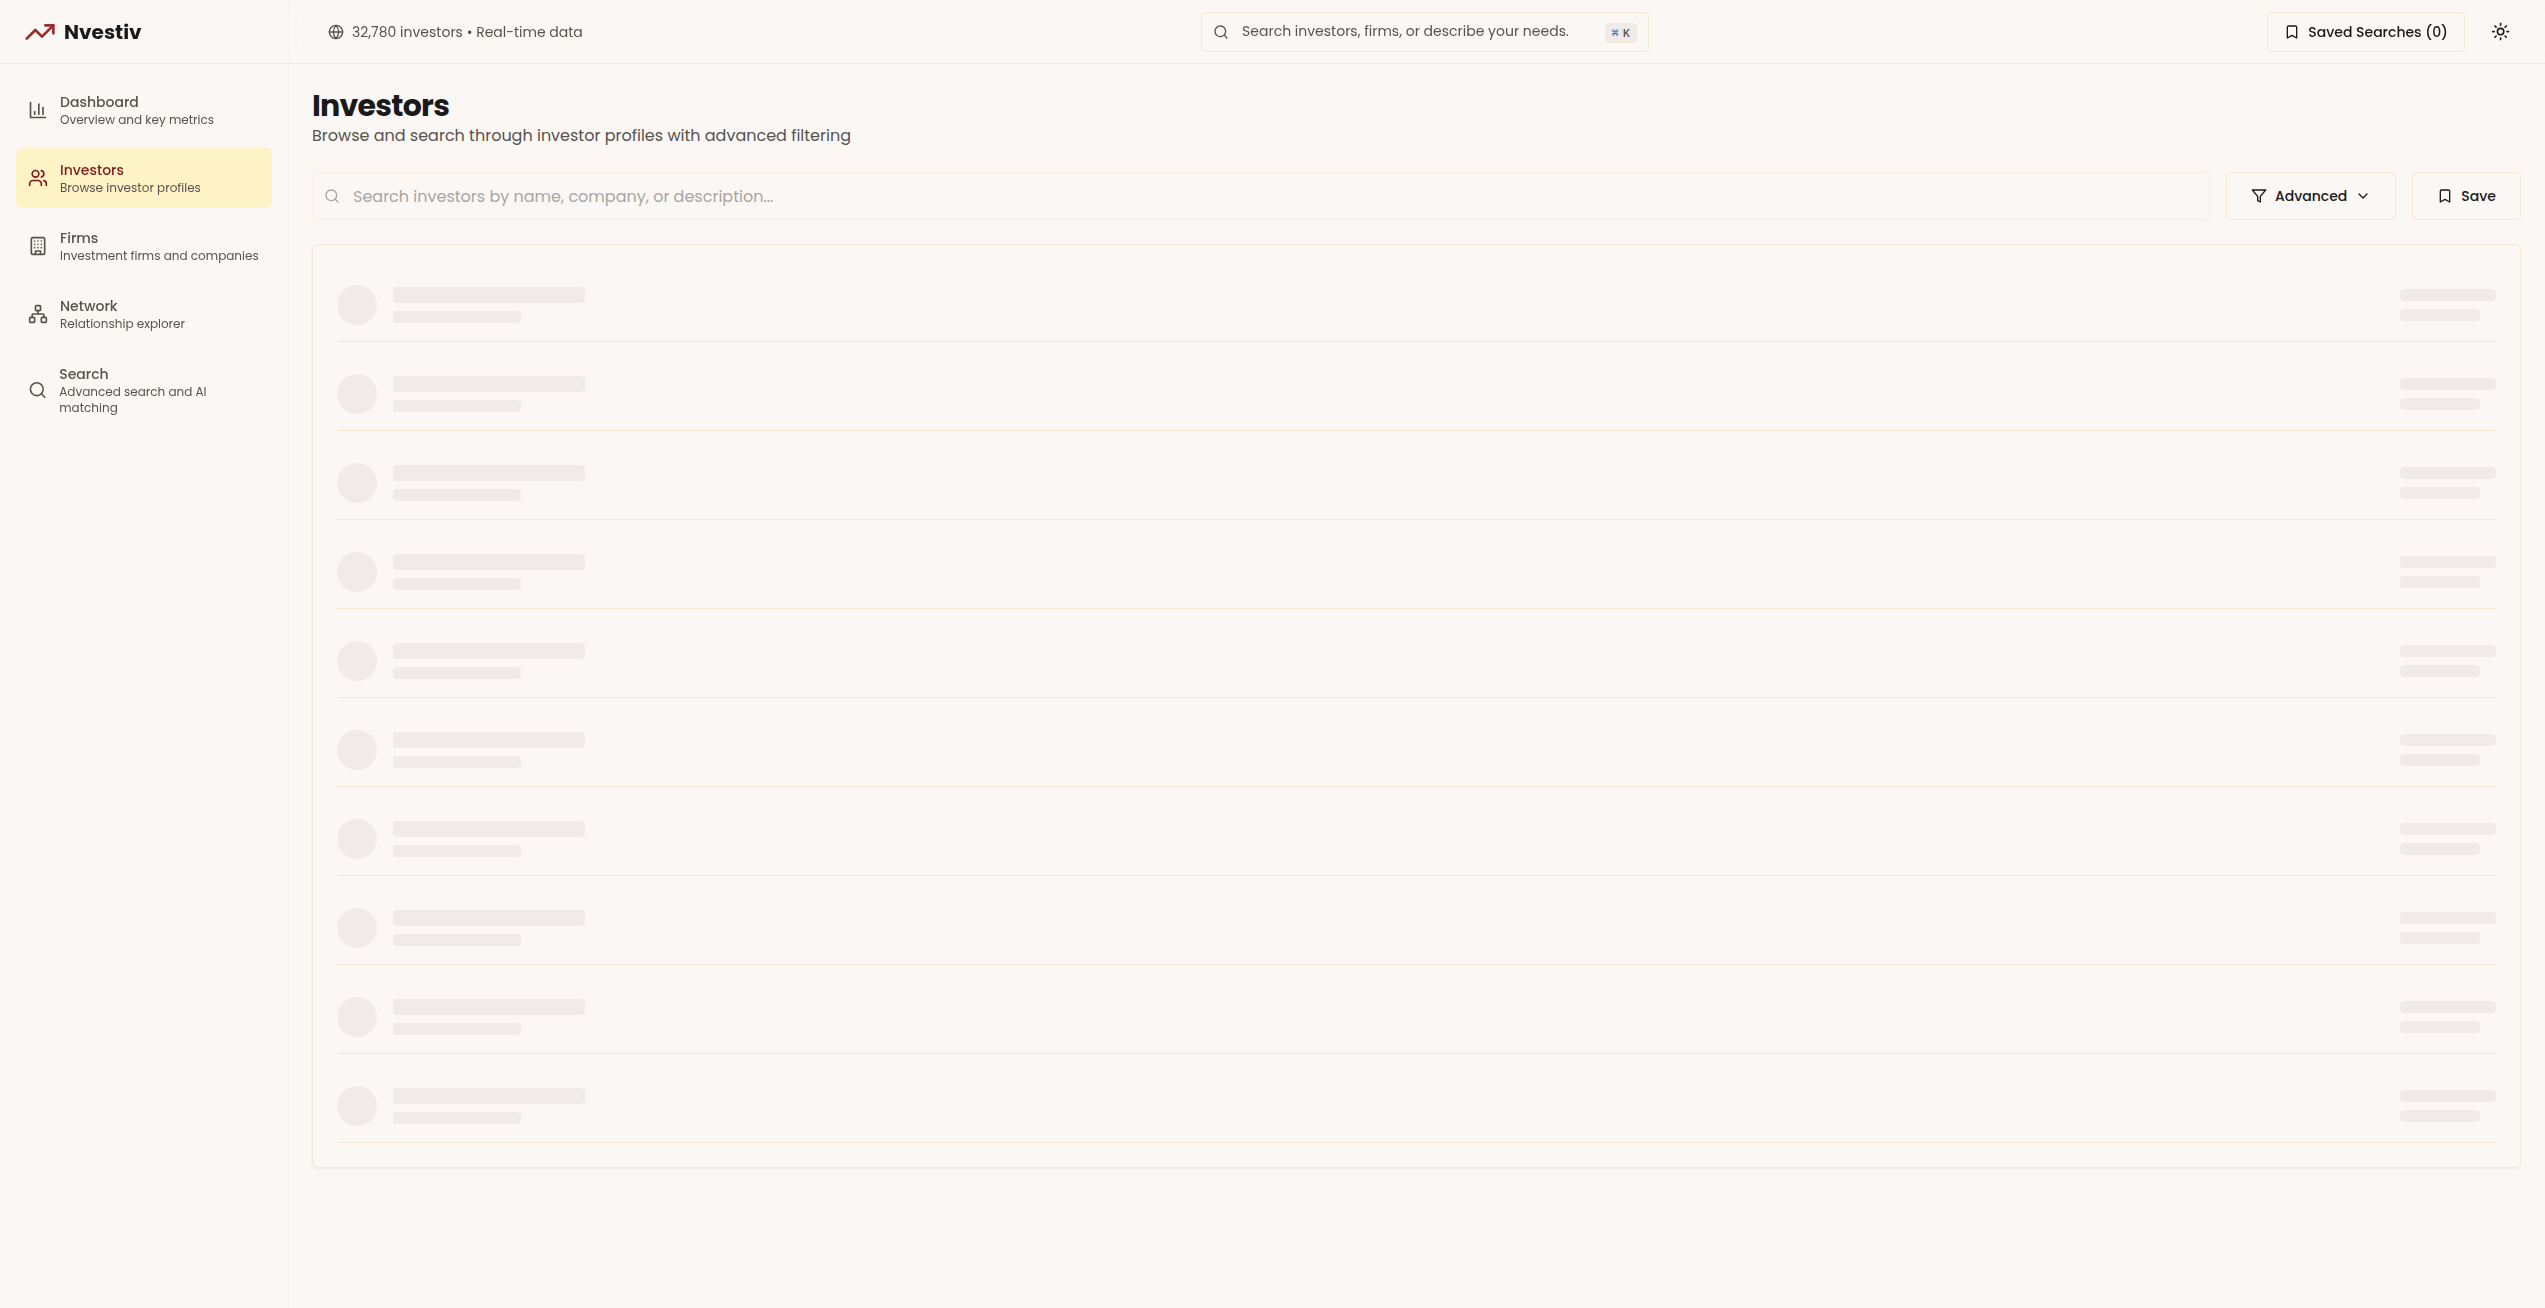 Nvestiv
32,780 investors • Real-time data
Search investors, firms, or describe your needs.
⌘ K
Saved Searches (0)
Dashboard
Overview and key metrics
Investors
Browse investor profiles
Firms
Investment firms and companies
Network
Relationship explorer
Search
Advanced search and AI
matching
Investors
Browse and search through investor profiles with advanced filtering
Search investors by name, company, or description...
Advanced
Save